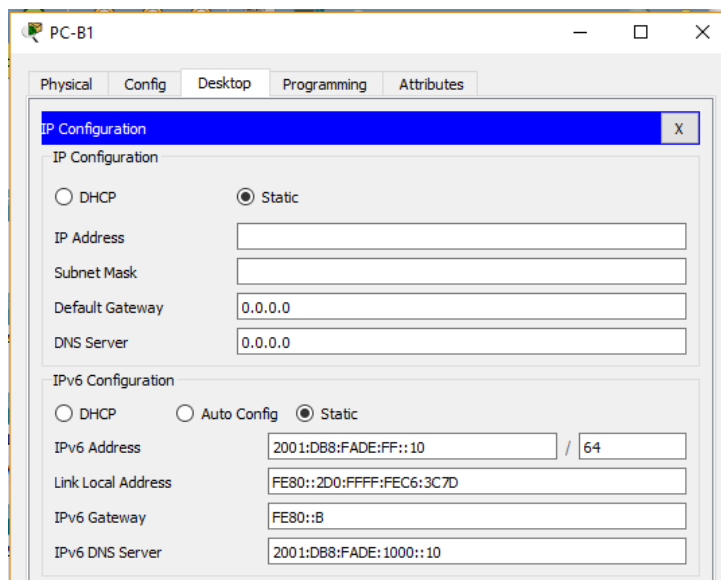 PC-B1
Physical Config Desktop Programming Attributes
IP Configuration X
IP Configuration
DHCP Static
IP Address
Subnet Mask
Default Gateway 0.0.0.0
DNS Server 0.0.0.0
IPv6 Configuration
DHCP Auto Config Static
IPv6 Address 2001:DB8:FADE:FF::10 / 64
Link Local Address FE80::2D0:FFFF:FEC6:3C7D
IPv6 Gateway FE80::B
IPv6 DNS Server 2001:DB8:FADE:1000::10